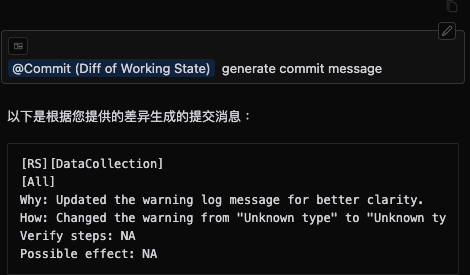 @Commit (Diff of Working State) generate commit message
以下是根据您提供的差异生成的提交消息：
[RS][DataCollection]
[All]
Why: Updated the warning log message for better clarity.
How: Changed the warning from "Unknown type" to "Unknown ty
Verify steps: NA
Possible effect: NA